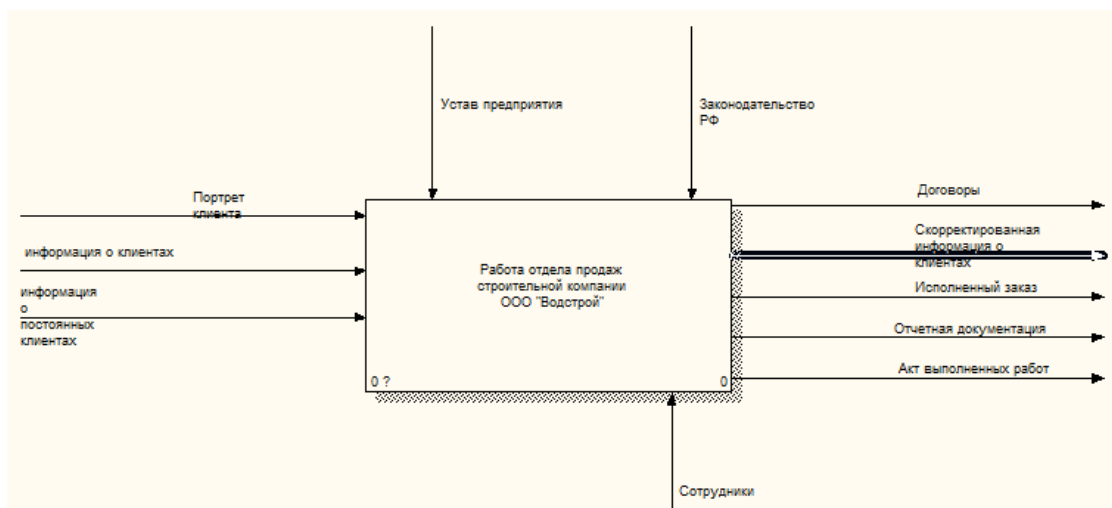 Устав предприятия
Законодательство
РФ
Портрет
клиента
Договоры
информация о клиентах
Скорректированная
информация о
клиентах
Работа отдела продаж
строительной компании
ООО "Водстрой"
информация
о
постоянных
клиентах
Исполненный заказ
Отчетная документация
Акт выполненных работ
0 ?
0
Сотрудники